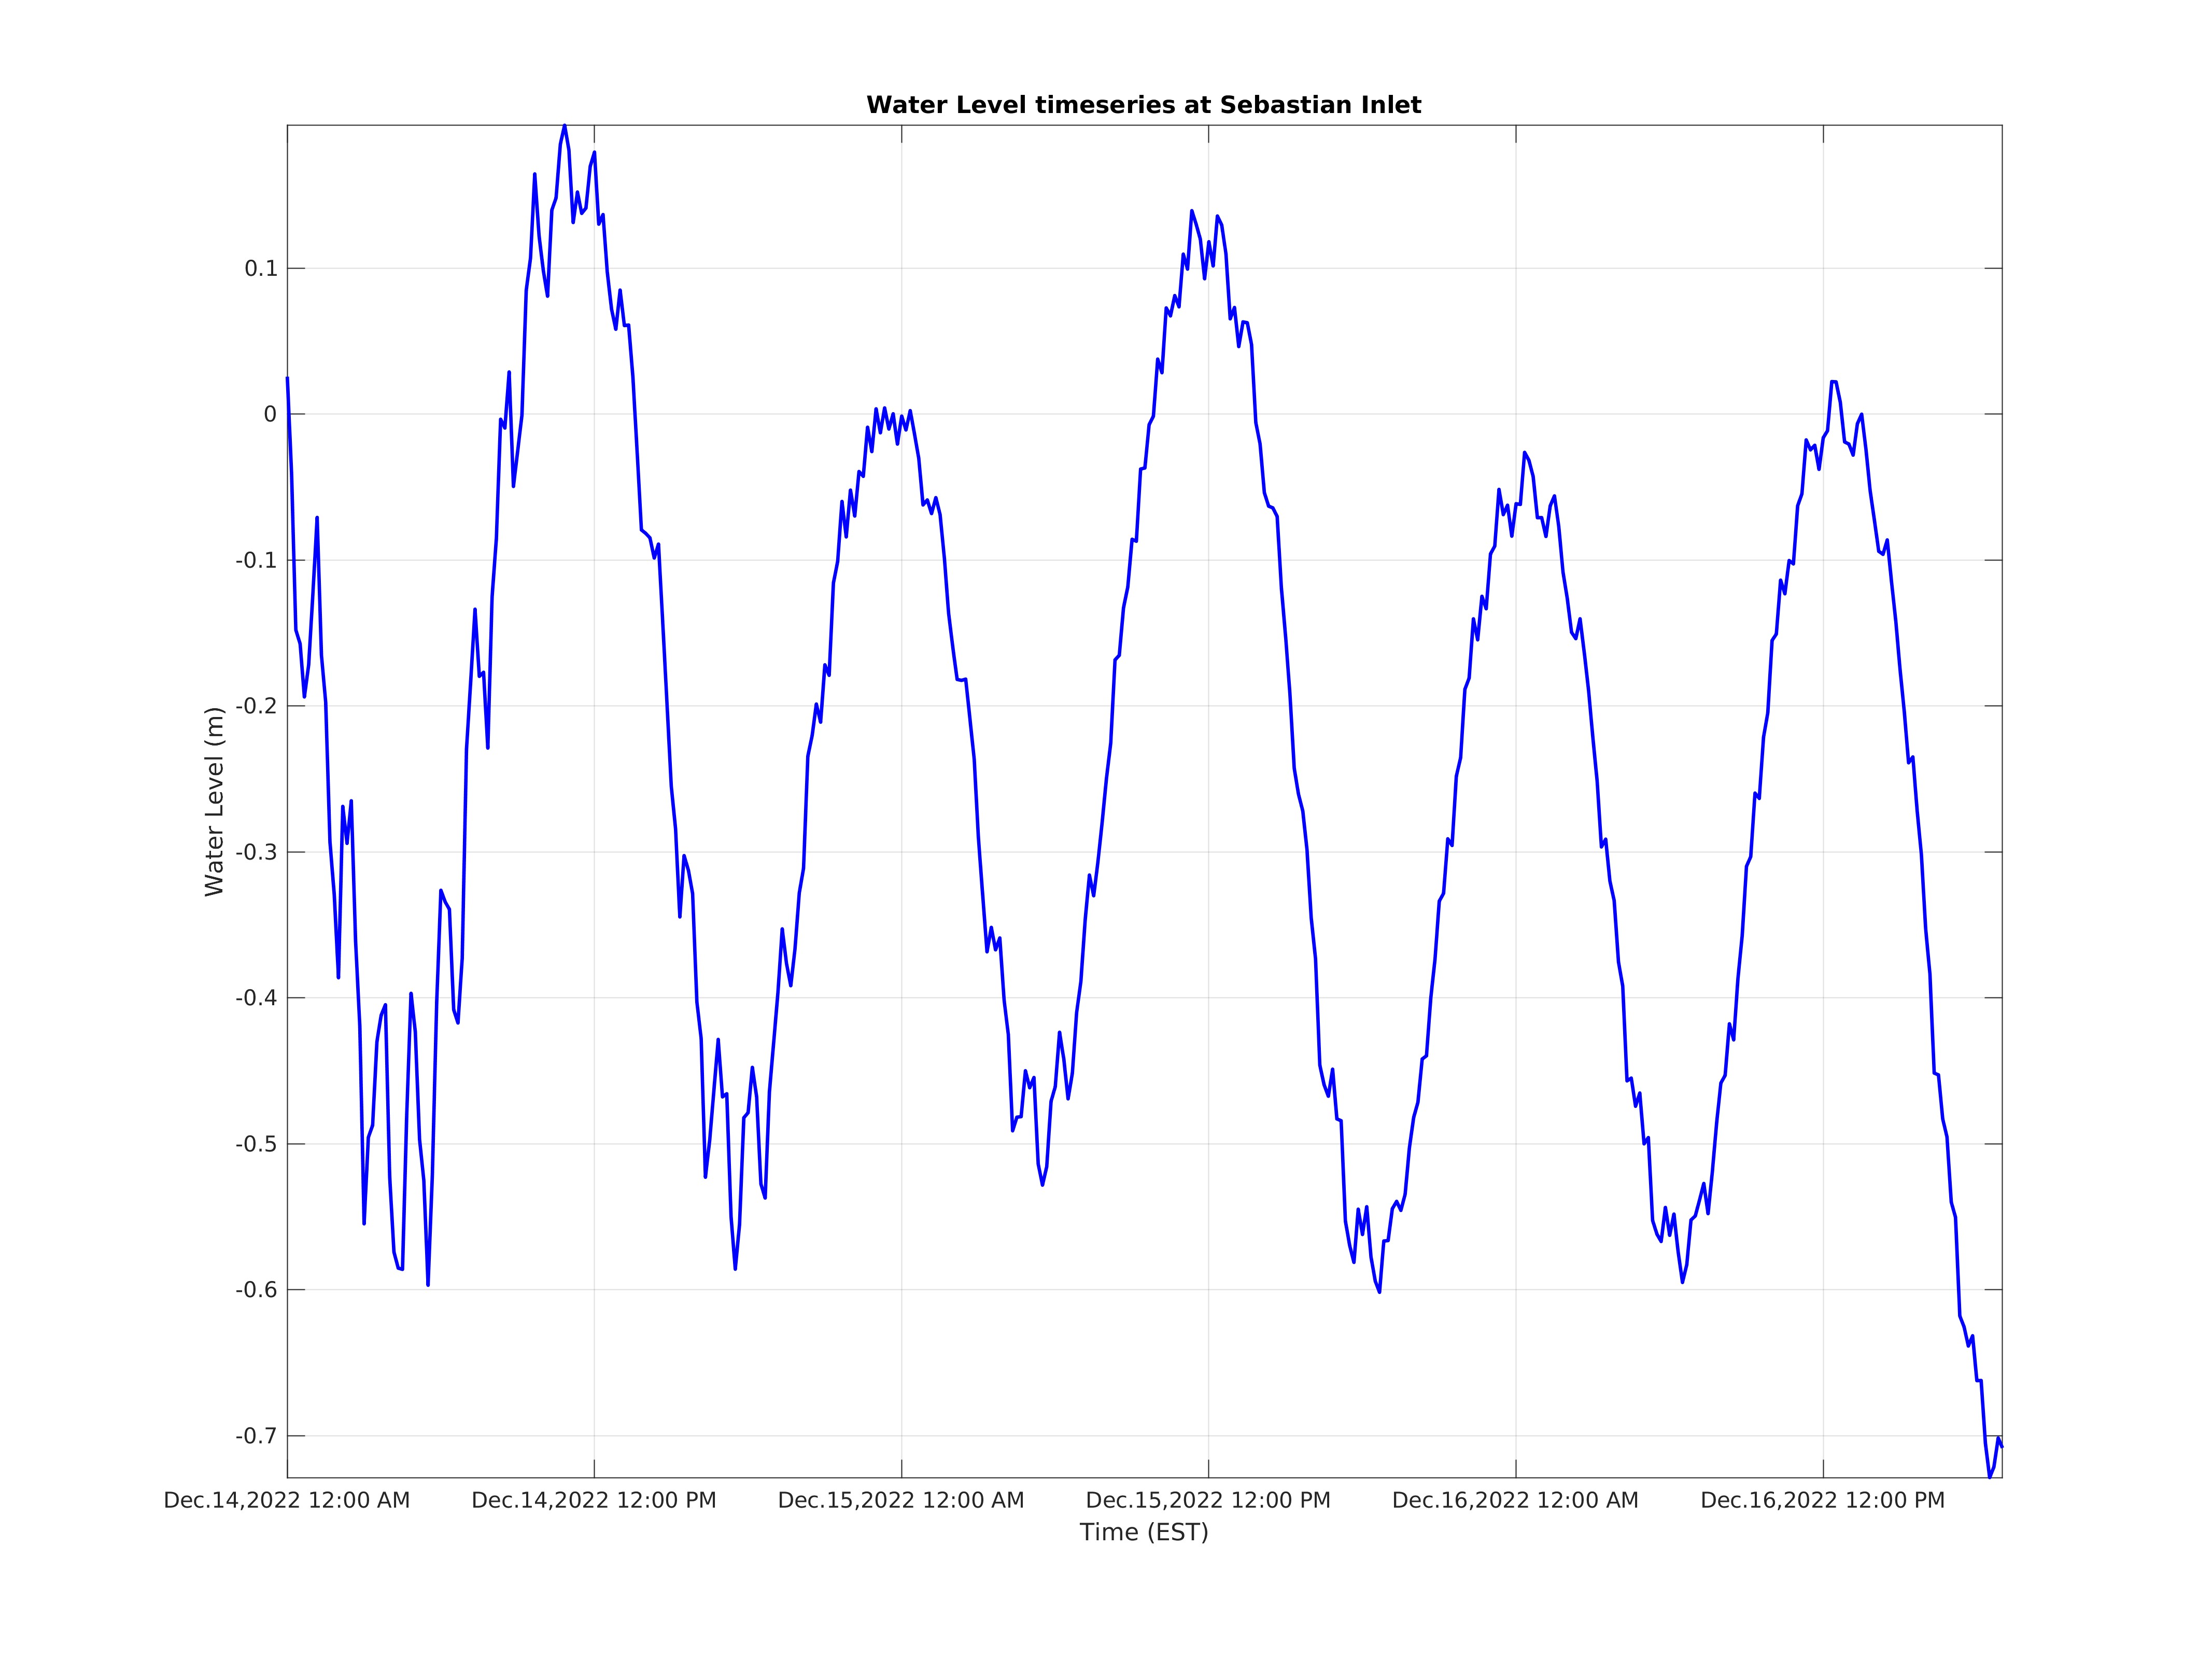 Water Level timeseries at Sebastian Inlet
0.1
0
-0.1
-0.2
-0.3
-0.4
-0.5
-0.6
-0.7
Water Level (m)
Dec.14,2022 12:00 AM
Dec.14,2022 12:00 PM
Dec.15,2022 12:00 AM
Dec.15,2022 12:00 PM
Dec.16,2022 12:00 AM
Dec.16,2022 12:00 PM
Time (EST)